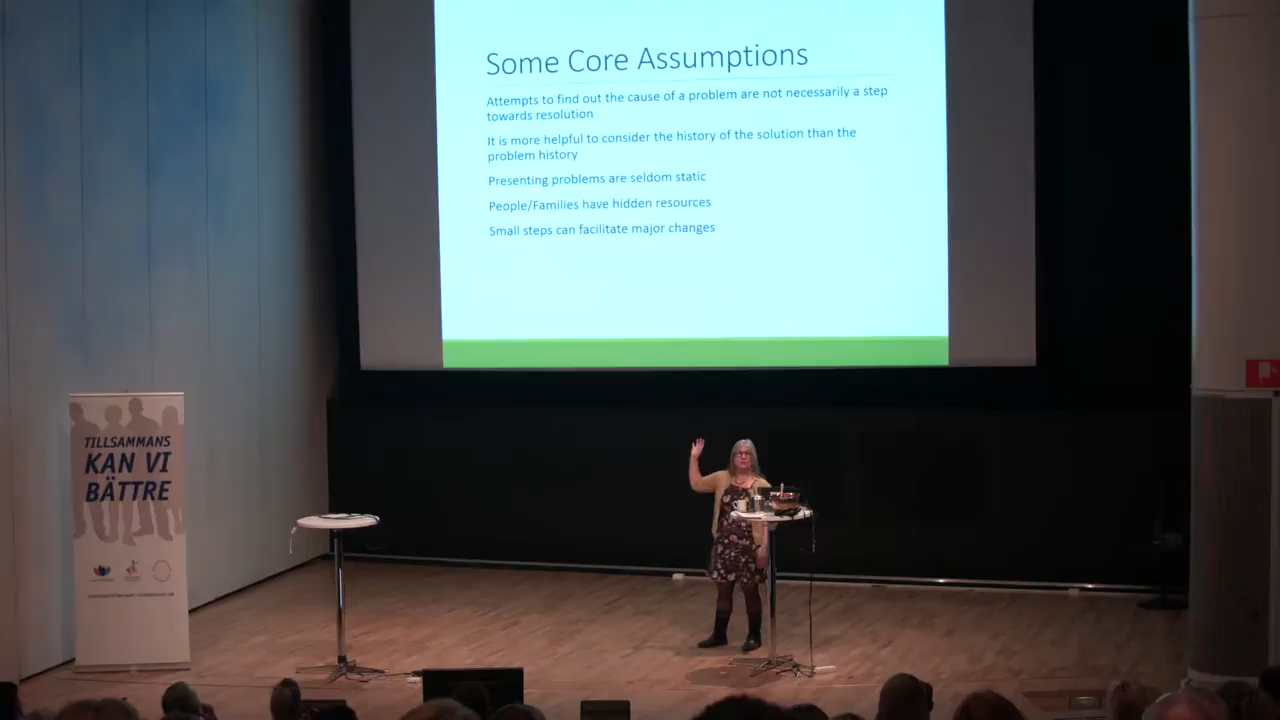 Some Core Assumptions
Attempts to find out the cause of a problem are not necessarily a step
towards resolution
It is more helpful to consider the history of the solution than the
problem history
Presenting problems are seldom static
People/Families have hidden resources
Small steps can facilitate major changes
TILLSAMMANS
KAN VI
BÄTTRE